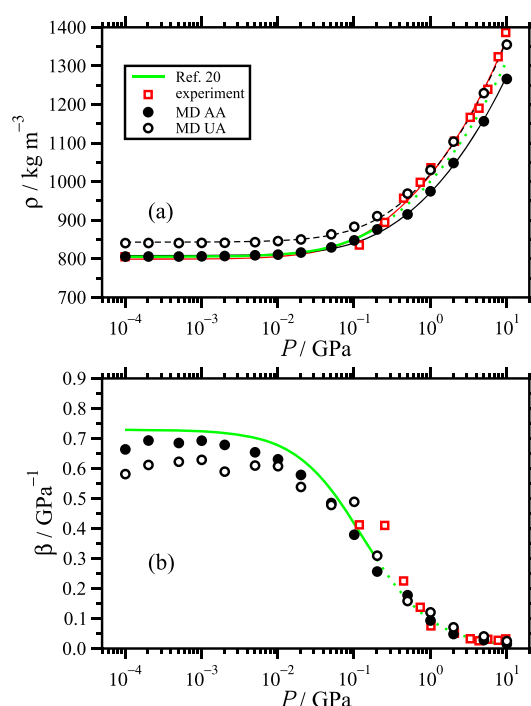 1400
1300
1200
1100
1000
900
800
700
ρ / kg m⁻³
Ref. 20
experiment
MD AA
MD UA
(a)
10⁻⁴ 10⁻³ 10⁻² 10⁻¹ 10⁰ 10¹
P / GPa
0.9
0.8
0.7
0.6
0.5
0.4
0.3
0.2
0.1
0.0
β / GPa⁻¹
(b)
10⁻⁴ 10⁻³ 10⁻² 10⁻¹ 10⁰ 10¹
P / GPa